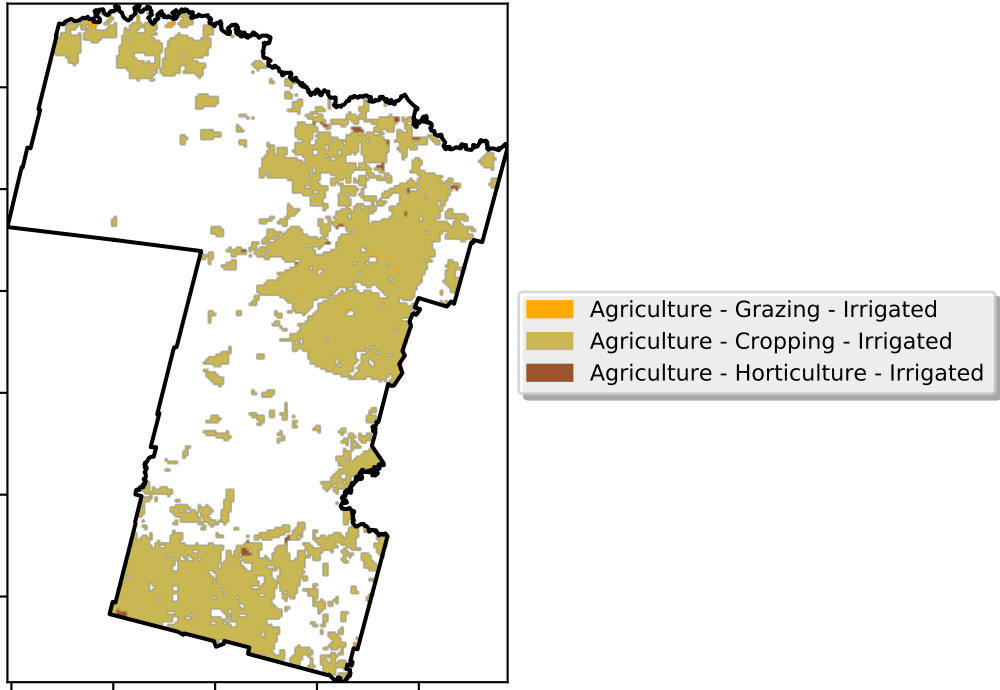 Agriculture - Grazing - Irrigated
Agriculture - Cropping - Irrigated
Agriculture - Horticulture - Irrigated